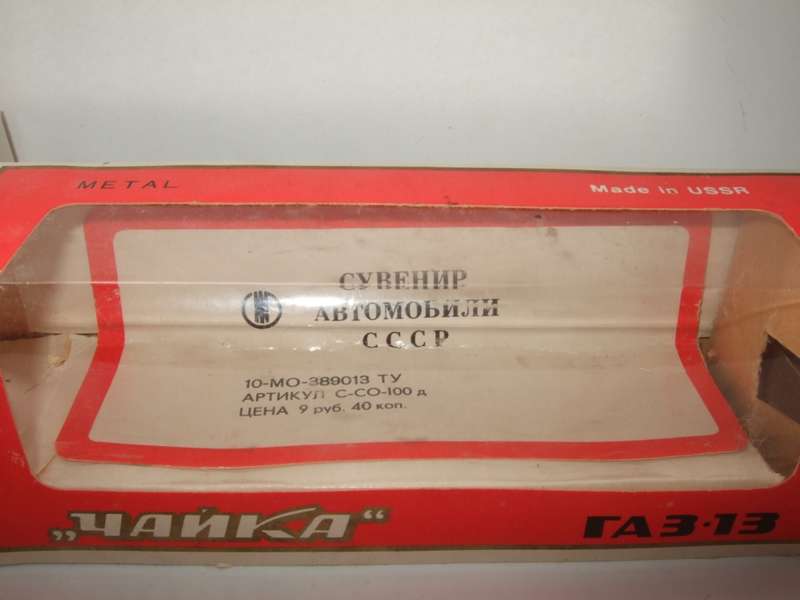 METAL
Made in USSR
СУВЕНИР
АВТОМОБИЛИ
СССР
10-МО-389013 ТУ
АРТИКУЛ С-СО-100 д
ЦЕНА 9 руб. 40 коп.
„ЧАЙКА“
ГАЗ·13